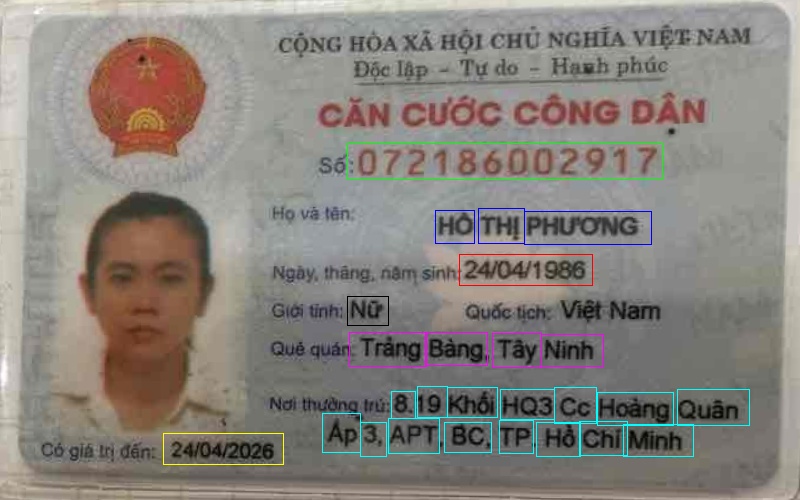 CỘNG HÒA XÃ HỘI CHỦ NGHĨA VIỆT NAM
Độc lập - Tự do - Hạnh phúc
CĂN CƯỚC CÔNG DÂN
Số: 072186002917
Họ và tên: HỒ THỊ PHƯƠNG
Ngày, tháng, năm sinh: 24/04/1986
Giới tính: Nữ Quốc tịch: Việt Nam
Quê quán: Trảng Bàng, Tây Ninh
Nơi thường trú: 8.19 Khối HQ3 Cc Hoàng Quân
Ấp 3, APT, BC, TP. Hồ Chí Minh
Có giá trị đến: 24/04/2026